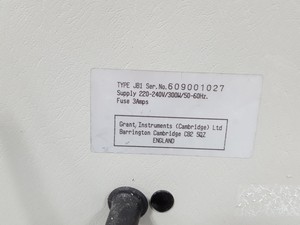 TYPE JB1 Ser.No.609001027
Supply 220-240V/300W/50-60Hz.
Fuse 3Amps
Grant Instruments (Cambridge) Ltd
Barrington Cambridge CB2 5QZ
ENGLAND